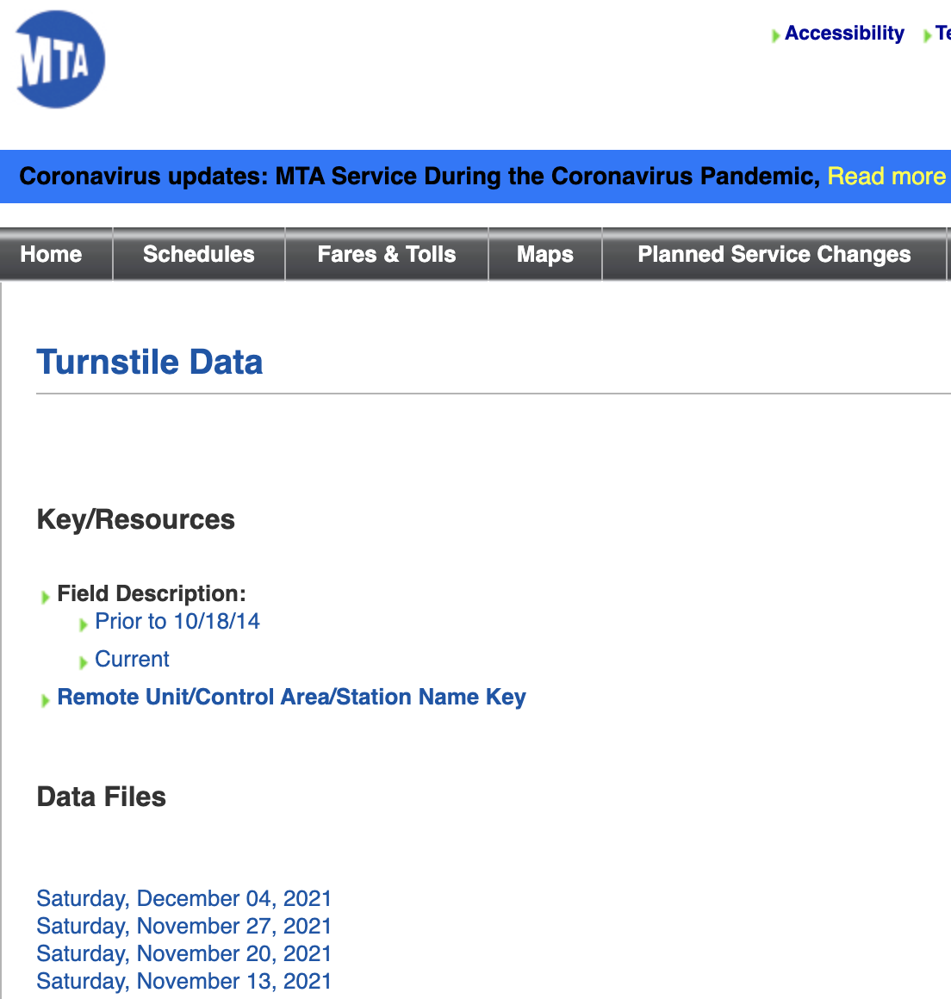 MTA
Accessibility
Coronavirus updates: MTA Service During the Coronavirus Pandemic, Read more
Home Schedules Fares & Tolls Maps Planned Service Changes
Turnstile Data
Key/Resources
Field Description:
Prior to 10/18/14
Current
Remote Unit/Control Area/Station Name Key
Data Files
Saturday, December 04, 2021
Saturday, November 27, 2021
Saturday, November 20, 2021
Saturday, November 13, 2021